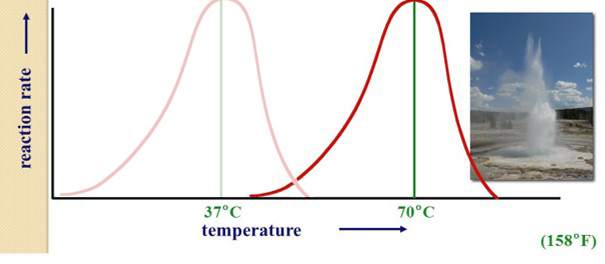 reaction rate
37°C
70°C
temperature
(158°F)